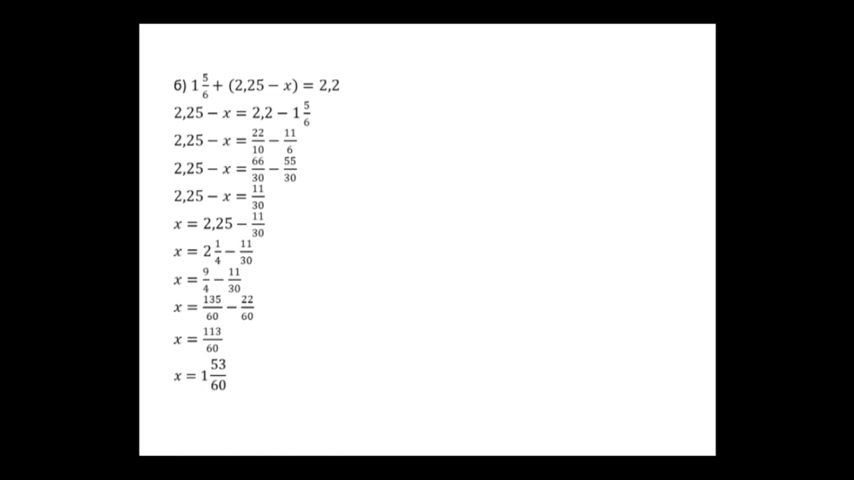 б) 1 5/6 + (2,25 − x) = 2,2
2,25 − x = 2,2 − 1 5/6
2,25 − x = 22/10 − 11/6
2,25 − x = 66/30 − 55/30
2,25 − x = 11/30
x = 2,25 − 11/30
x = 2 1/4 − 11/30
x = 9/4 − 11/30
x = 135/60 − 22/60
x = 113/60
x = 1 53/60